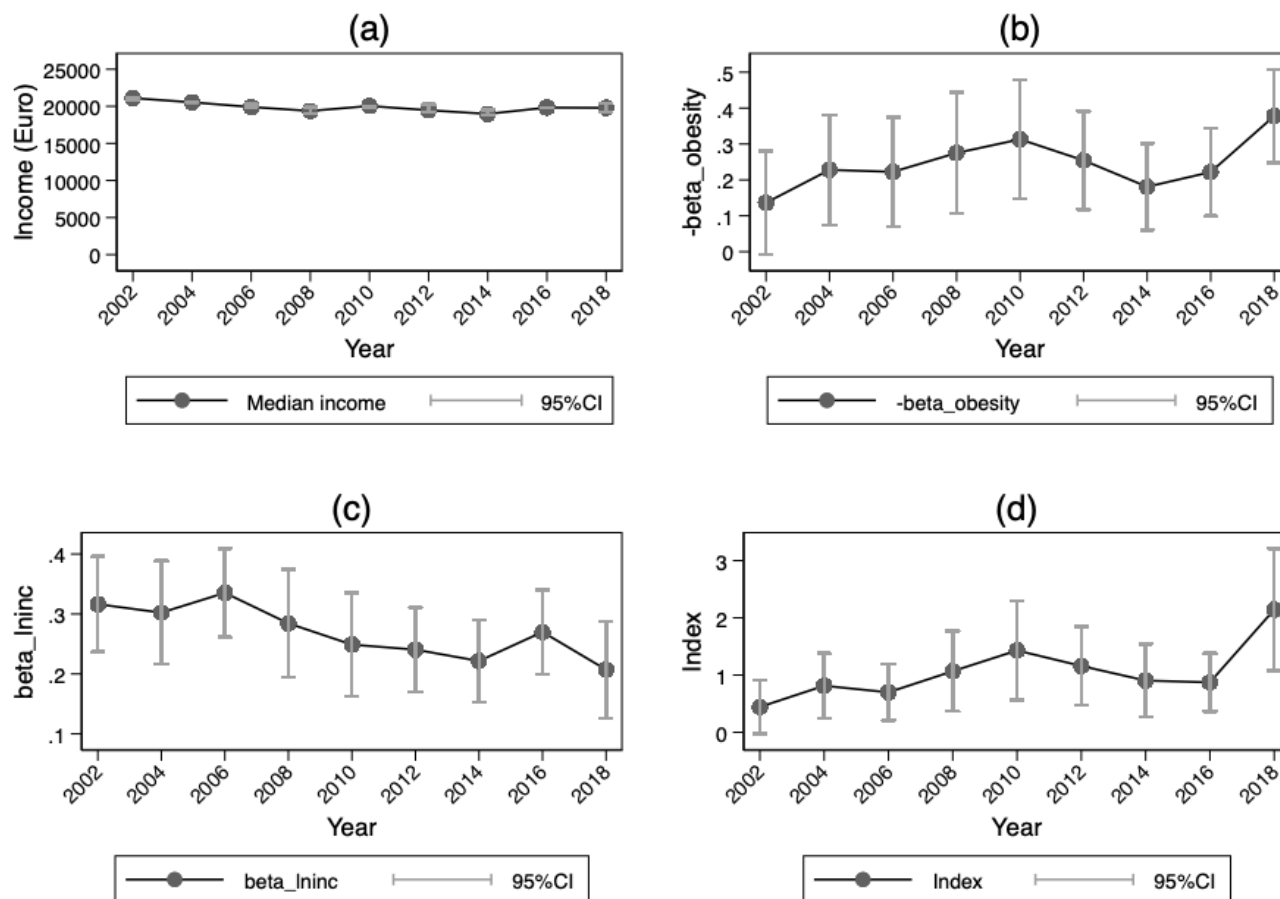 (a)
Income (Euro)
25000
20000
15000
10000
5000
0
2002 2004 2006 2008 2010 2012 2014 2016 2018
Year
Median income 95%CI
(b)
-beta_obesity
.5
.4
.3
.2
.1
0
2002 2004 2006 2008 2010 2012 2014 2016 2018
Year
-beta_obesity 95%CI
(c)
beta_lninc
.4
.3
.2
.1
2002 2004 2006 2008 2010 2012 2014 2016 2018
Year
beta_lninc 95%CI
(d)
Index
3
2
1
0
2002 2004 2006 2008 2010 2012 2014 2016 2018
Year
Index 95%CI